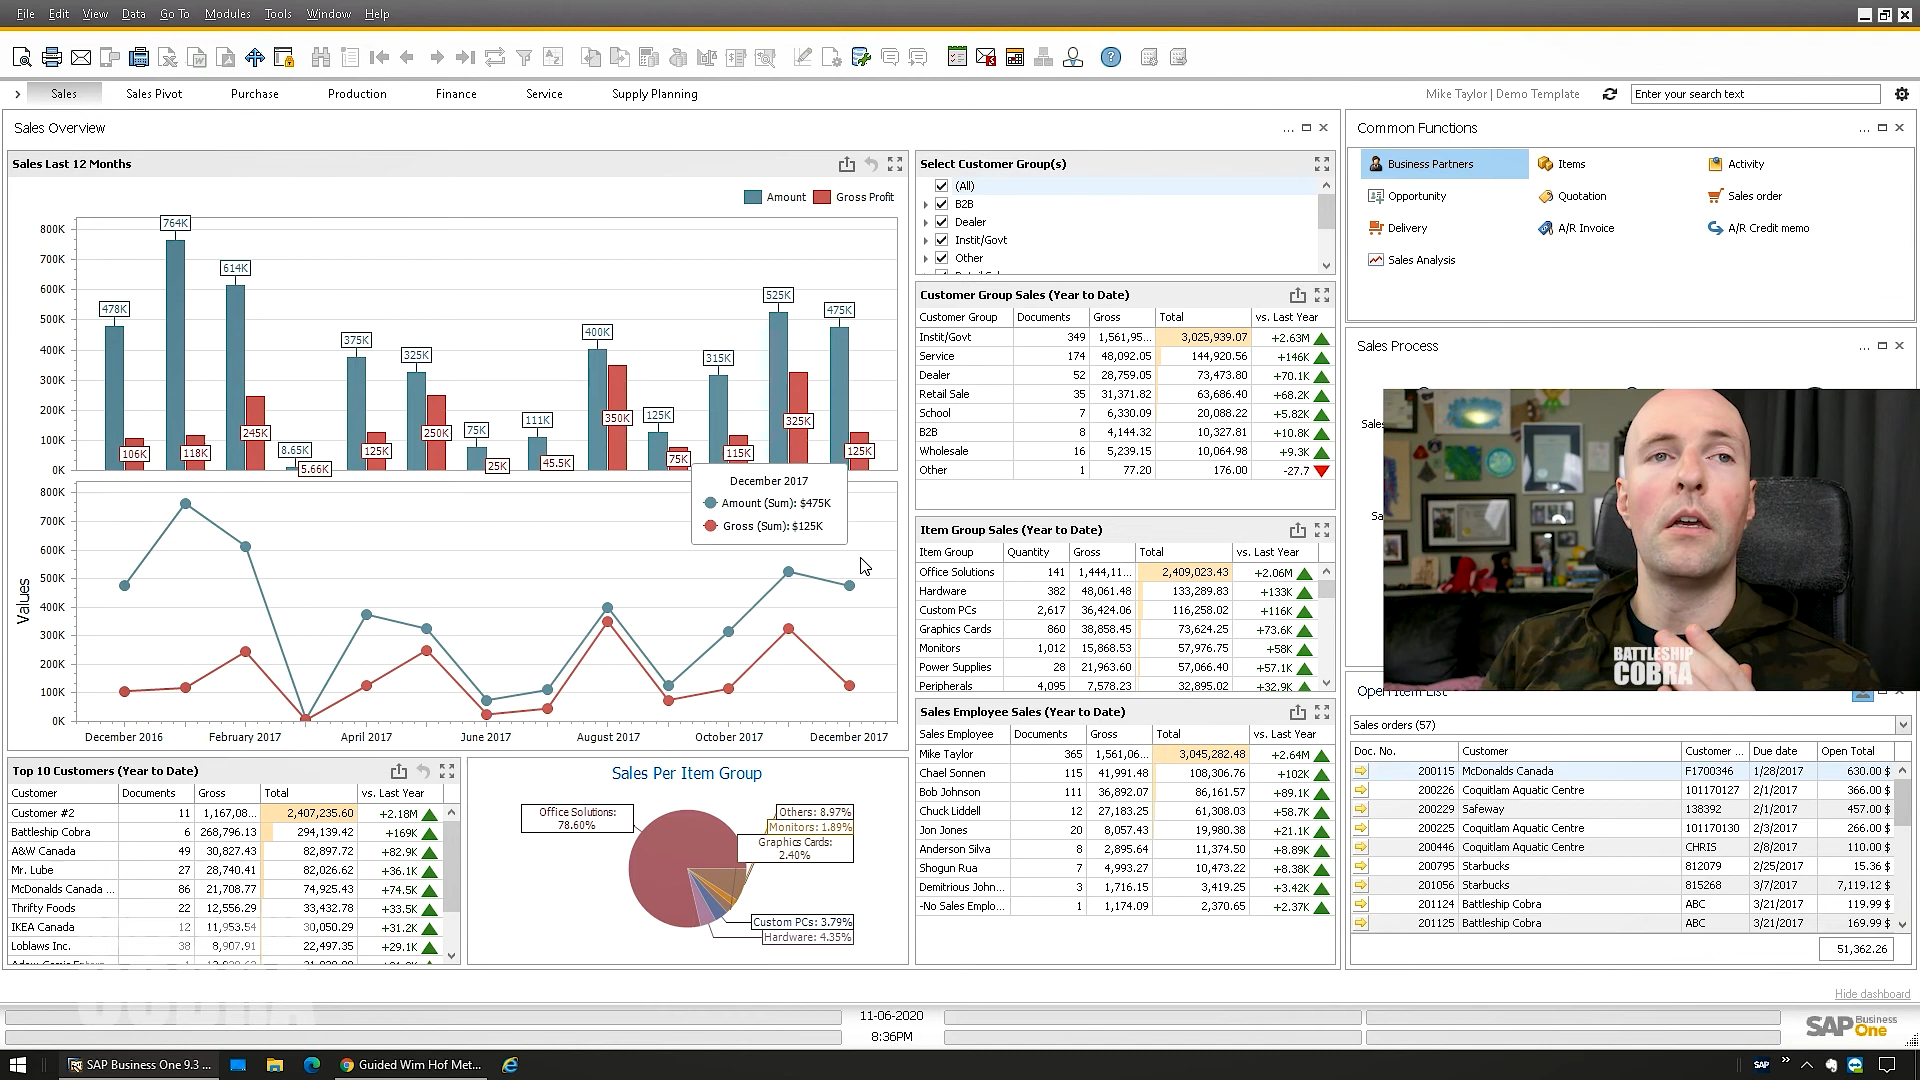 File Edit View Data Go To Modules Tools Window Help
Sales Sales Pivot Purchase Production Finance Service Supply Planning
Mike Taylor | Demo Template
Enter your search text
Sales Overview
Sales Last 12 Months
Amount Gross Profit
800K
700K
600K
500K
400K
300K
200K
100K
0K
478K 764K 614K 8.65K 375K 325K 75K 111K 400K 125K 315K 525K 475K
106K 118K 245K 5.66K 125K 250K 25K 45.5K 350K 75K 115K 325K 125K
December 2017
Amount (Sum): $475K
Gross (Sum): $125K
Values
800K
700K
600K
500K
400K
300K
200K
100K
0K
December 2016 February 2017 April 2017 June 2017 August 2017 October 2017 December 2017
Top 10 Customers (Year to Date)
Customer Documents Gross Total vs. Last Year
Customer #2 11 1,167,08... 2,407,235.60 +2.18M
Battleship Cobra 6 268,796.13 294,139.42 +169K
A&W Canada 49 30,827.43 82,897.72 +82.9K
Mr. Lube 27 28,740.41 82,026.62 +36.1K
McDonalds Canada ... 86 21,708.77 74,925.43 +74.5K
Thrifty Foods 22 12,556.29 33,432.78 +33.5K
IKEA Canada 12 11,953.54 30,050.29 +31.2K
Loblaws Inc. 38 8,907.91 22,497.35 +29.1K
Sales Per Item Group
Office Solutions:
78.60%
Others: 8.97%
Monitors: 1.89%
Graphics Cards:
2.40%
Custom PCs: 3.79%
Hardware: 4.35%
Select Customer Group(s)
(All)
B2B
Dealer
Instit/Govt
Other
Customer Group Sales (Year to Date)
Customer Group Documents Gross Total vs. Last Year
Instit/Govt 349 1,561,95... 3,025,939.07 +2.63M
Service 174 48,092.05 144,920.56 +146K
Dealer 52 28,759.05 73,473.80 +70.1K
Retail Sale 35 31,371.82 63,686.40 +68.2K
School 7 6,330.09 20,088.22 +5.82K
B2B 8 4,144.32 10,327.81 +10.8K
Wholesale 16 5,239.15 10,064.98 +9.3K
Other 1 77.20 176.00 -27.7
Item Group Sales (Year to Date)
Item Group Quantity Gross Total vs. Last Year
Office Solutions 141 1,444,11... 2,409,023.43 +2.06M
Hardware 382 48,061.48 133,289.83 +133K
Custom PCs 2,617 36,424.06 116,258.02 +116K
Graphics Cards 860 38,858.45 73,624.25 +73.6K
Monitors 1,012 15,868.53 57,976.75 +58K
Power Supplies 28 21,963.60 57,066.40 +57.1K
Peripherals 4,095 7,578.23 32,895.02 +32.9K
Sales Employee Sales (Year to Date)
Sales Employee Documents Gross Total vs. Last Year
Mike Taylor 365 1,561,06... 3,045,282.48 +2.64M
Chael Sonnen 115 41,991.48 108,306.76 +102K
Bob Johnson 111 36,892.07 86,161.57 +89.1K
Chuck Liddell 12 27,183.25 61,308.03 +58.7K
Jon Jones 20 8,057.43 19,980.38 +21.1K
Anderson Silva 8 2,895.64 11,374.50 +8.89K
Shogun Rua 7 4,993.27 10,473.22 +8.38K
Demitrious John... 3 1,716.15 3,419.25 +3.42K
-No Sales Emplo... 1 1,174.09 2,370.65 +2.37K
Common Functions
Business Partners Items Activity
Opportunity Quotation Sales order
Delivery A/R Invoice A/R Credit memo
Sales Analysis
Sales Process
BATTLESHIP
COBRA
Open Item List
Sales orders (57)
Doc. No. Customer Customer ... Due date Open Total
200115 McDonalds Canada F1700346 1/28/2017 630.00 $
200226 Coquitlam Aquatic Centre 101170127 2/1/2017 366.00 $
200229 Safeway 138392 2/1/2017 457.00 $
200225 Coquitlam Aquatic Centre 101170130 2/3/2017 266.00 $
200446 Coquitlam Aquatic Centre CHRIS 2/8/2017 110.00 $
200795 Starbucks 812079 2/25/2017 15.36 $
201056 Starbucks 815268 3/7/2017 7,119.12 $
201124 Battleship Cobra ABC 3/21/2017 119.99 $
201125 Battleship Cobra ABC 3/21/2017 169.99 $
51,362.26
Hide dashboard
11-06-2020
8:36PM
SAP Business One
SAP Business One 9.3 ... Guided Wim Hof Met...
SAP